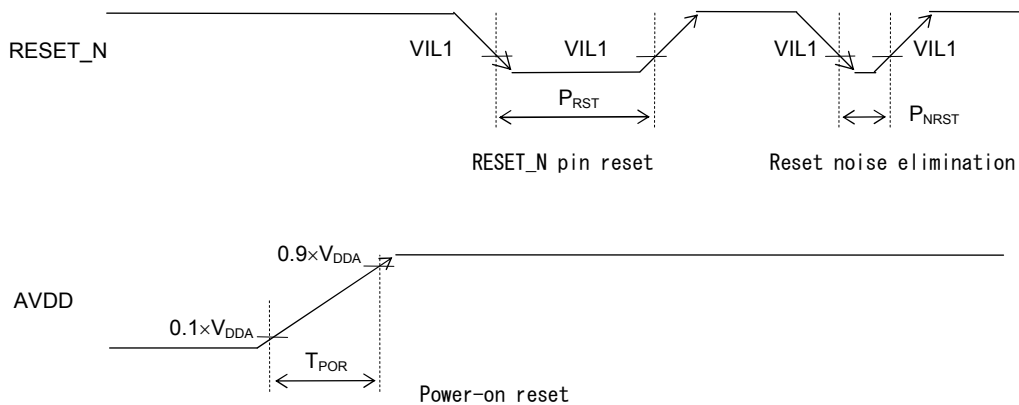 RESET_N
VIL1
VIL1
VIL1
VIL1
PRST
PNRST
RESET_N pin reset
Reset noise elimination
0.9×VDDA
AVDD
0.1×VDDA
TPOR
Power-on reset